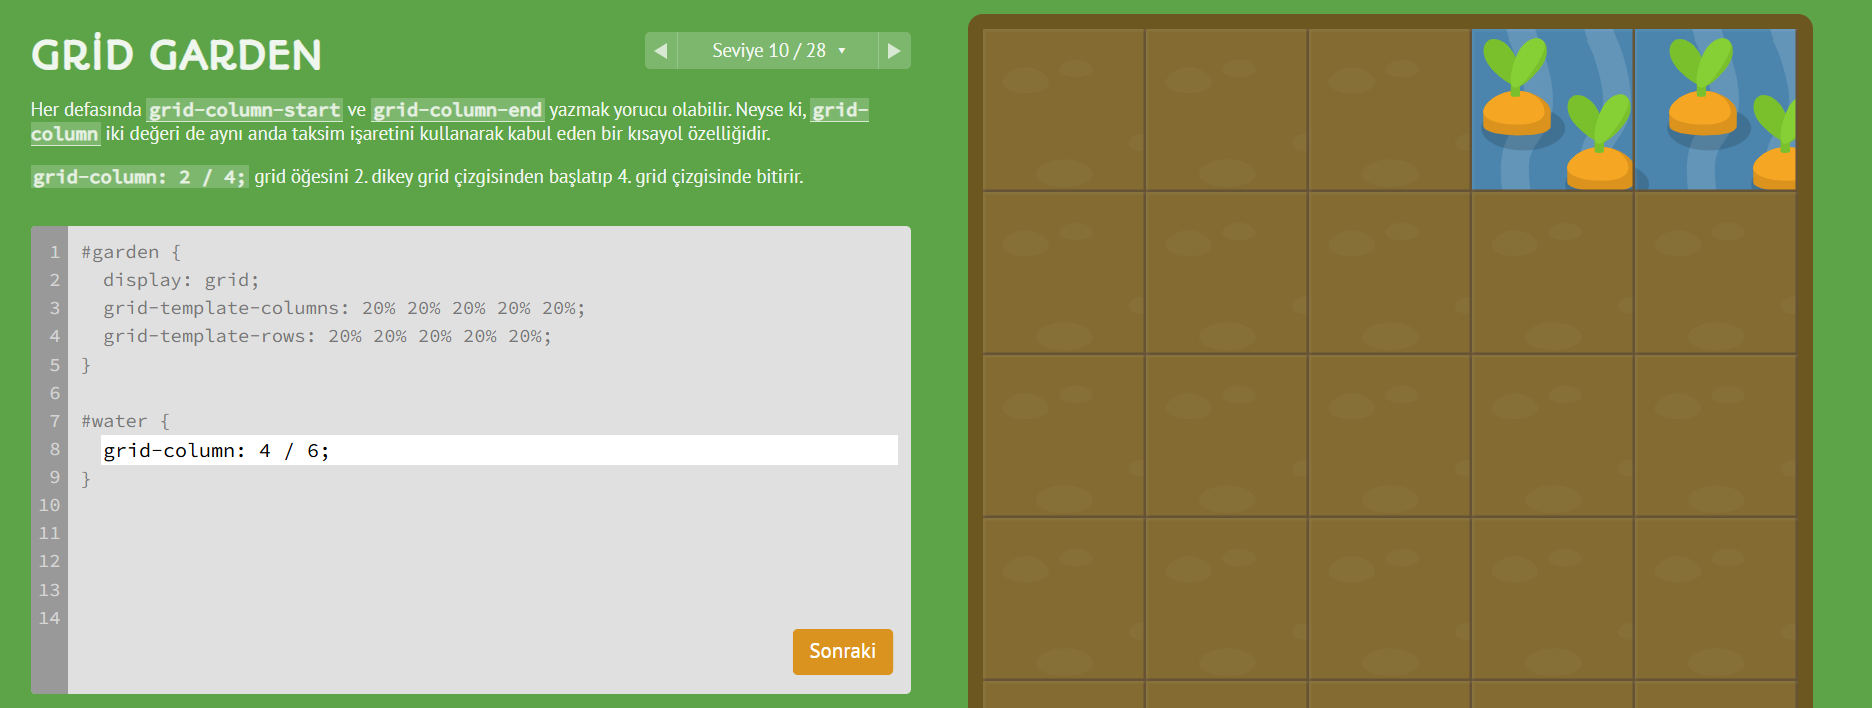 GRİD GARDEN
◀ Seviye 10 / 28 ▼ ▶
Her defasında grid-column-start ve grid-column-end yazmak yorucu olabilir. Neyse ki, grid-
column iki değeri de aynı anda taksim işaretini kullanarak kabul eden bir kısayol özelliğidir.
grid-column: 2 / 4; grid öğesini 2. dikey grid çizgisinden başlatıp 4. grid çizgisinde bitirir.
1 #garden {
2 display: grid;
3 grid-template-columns: 20% 20% 20% 20% 20%;
4 grid-template-rows: 20% 20% 20% 20% 20%;
5 }
6
7 #water {
8 grid-column: 4 / 6;
9 }
10
11
12
13
14
Sonraki